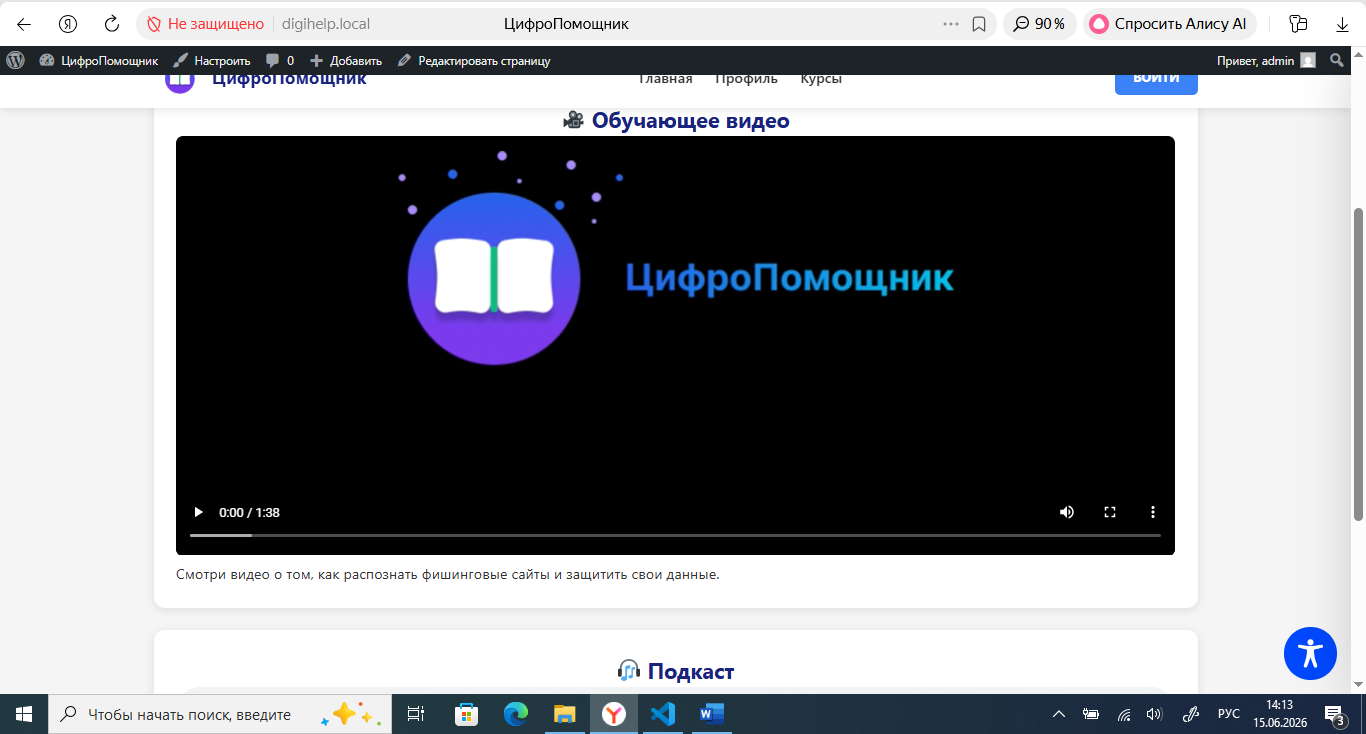 Я
Не защищено
digihelp.local
ЦифроПомощник
90 %
Спросить Алису AI
ЦифроПомощник
Настроить
0
Добавить
Редактировать страницу
Привет, admin
ЦифроПомощник
Главная
Профиль
Курсы
ВОЙТИ
Обучающее видео
ЦифроПомощник
0:00 / 1:38
Смотри видео о том, как распознать фишинговые сайты и защитить свои данные.
Подкаст
Чтобы начать поиск, введите
РУС
14:13
15.06.2026
3